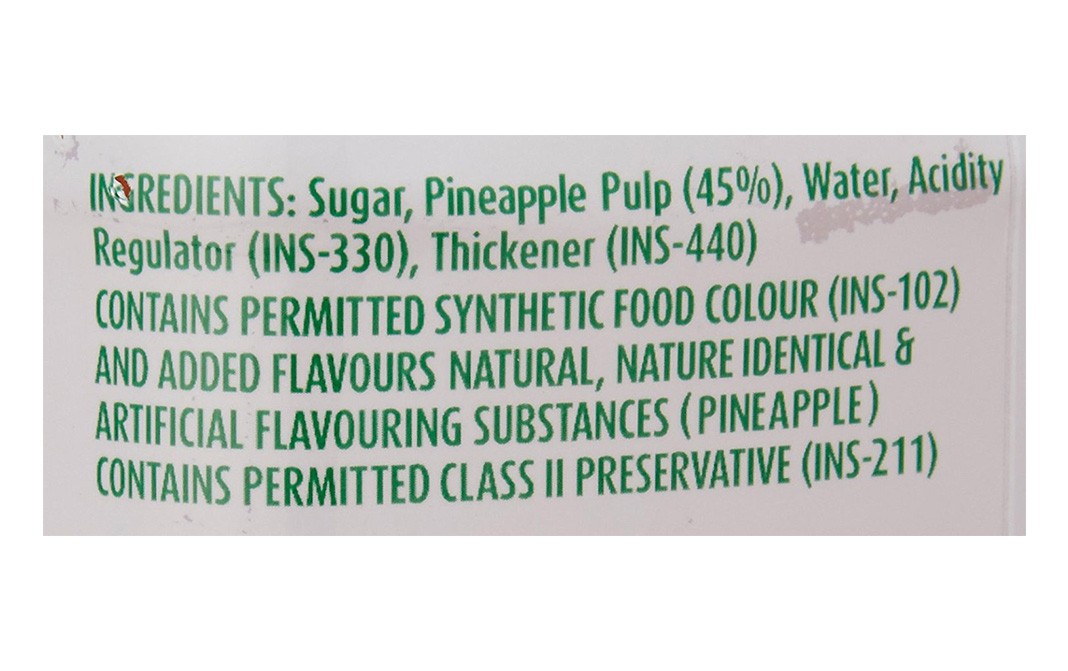 INGREDIENTS: Sugar, Pineapple Pulp (45%), Water, Acidity
Regulator (INS-330), Thickener (INS-440)
CONTAINS PERMITTED SYNTHETIC FOOD COLOUR (INS-102)
AND ADDED FLAVOURS NATURAL, NATURE IDENTICAL &
ARTIFICIAL FLAVOURING SUBSTANCES (PINEAPPLE)
CONTAINS PERMITTED CLASS II PRESERVATIVE (INS-211)